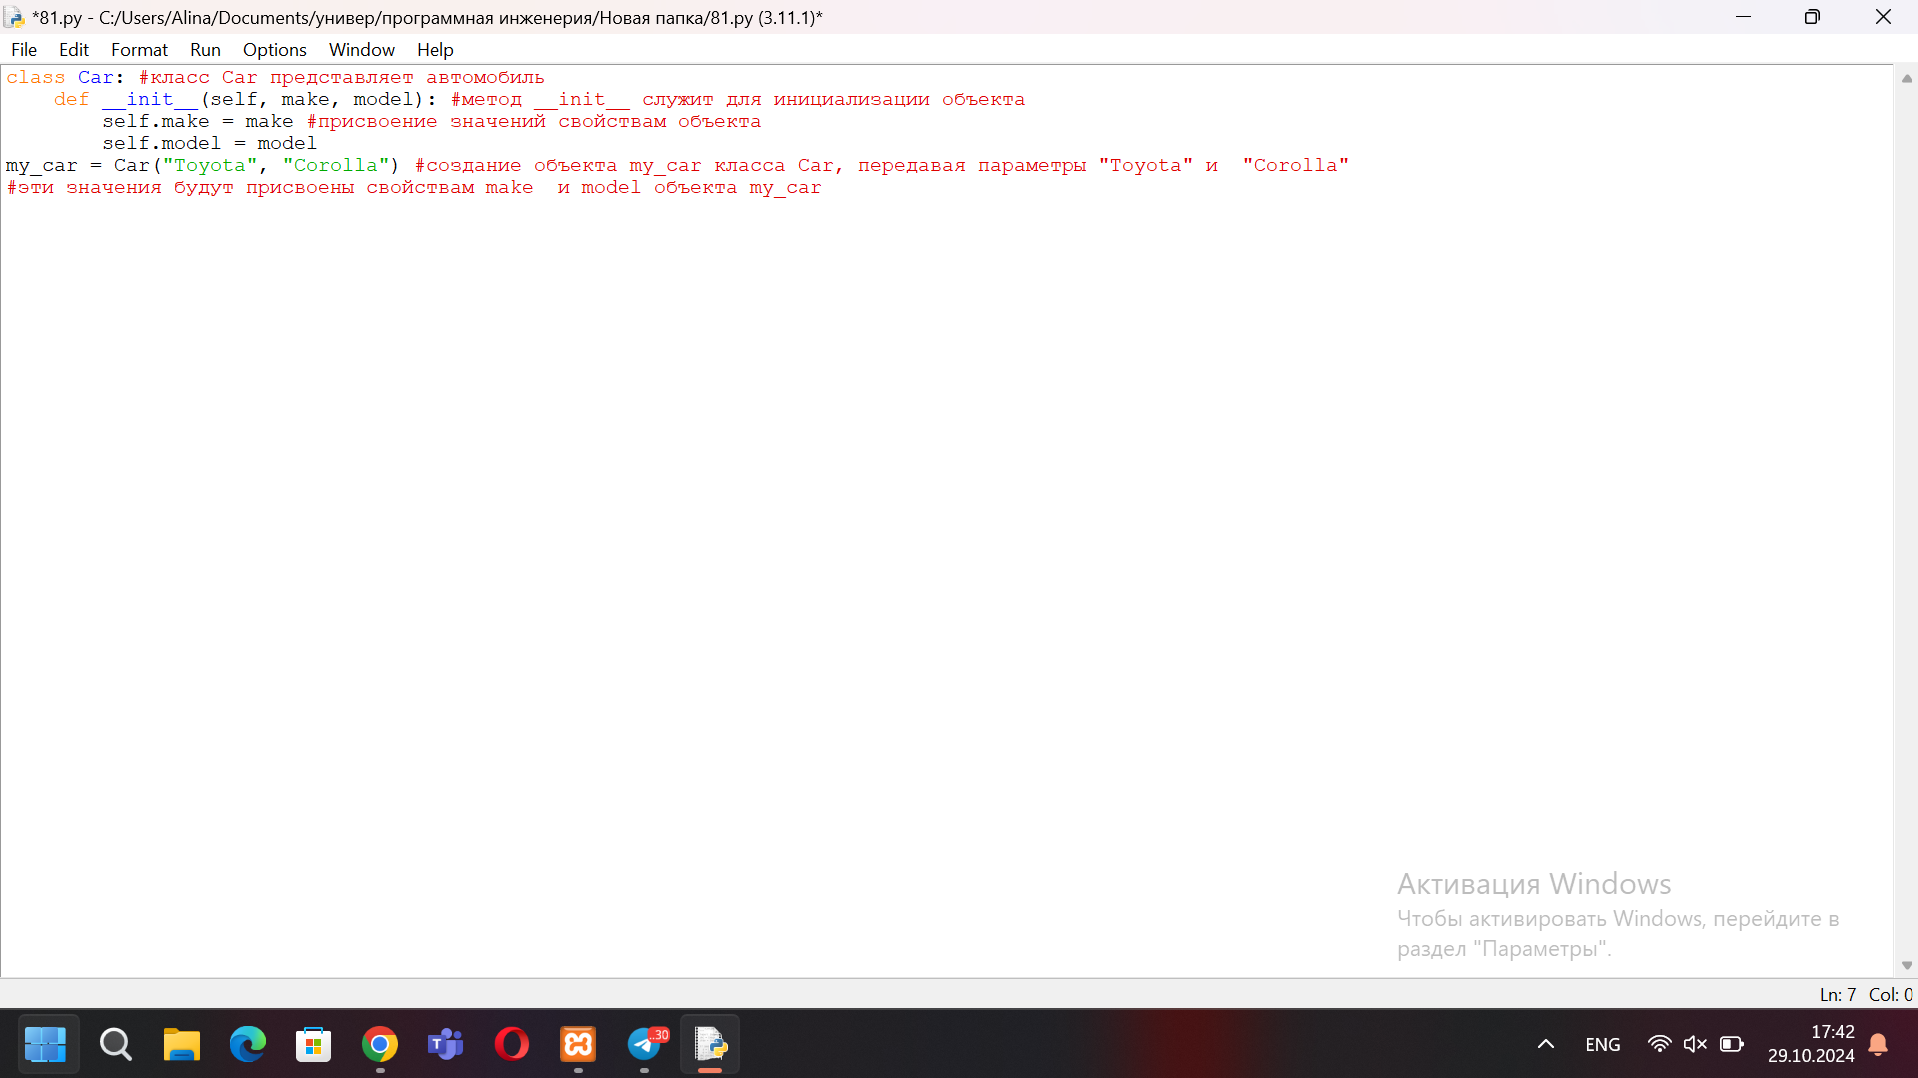 *81.py - C:/Users/Alina/Documents/универ/программная инженерия/Новая папка/81.py (3.11.1)*
File Edit Format Run Options Window Help
class Car: #класс Car представляет автомобиль
    def __init__(self, make, model): #метод __init__ служит для инициализации объекта
        self.make = make #присвоение значений свойствам объекта
        self.model = model
my_car = Car("Toyota", "Corolla") #создание объекта my_car класса Car, передавая параметры "Toyota" и  "Corolla"
#эти значения будут присвоены свойствам make  и model объекта my_car
Активация Windows
Чтобы активировать Windows, перейдите в
раздел "Параметры".
Ln: 7 Col: 0
..30
ENG
17:42
29.10.2024